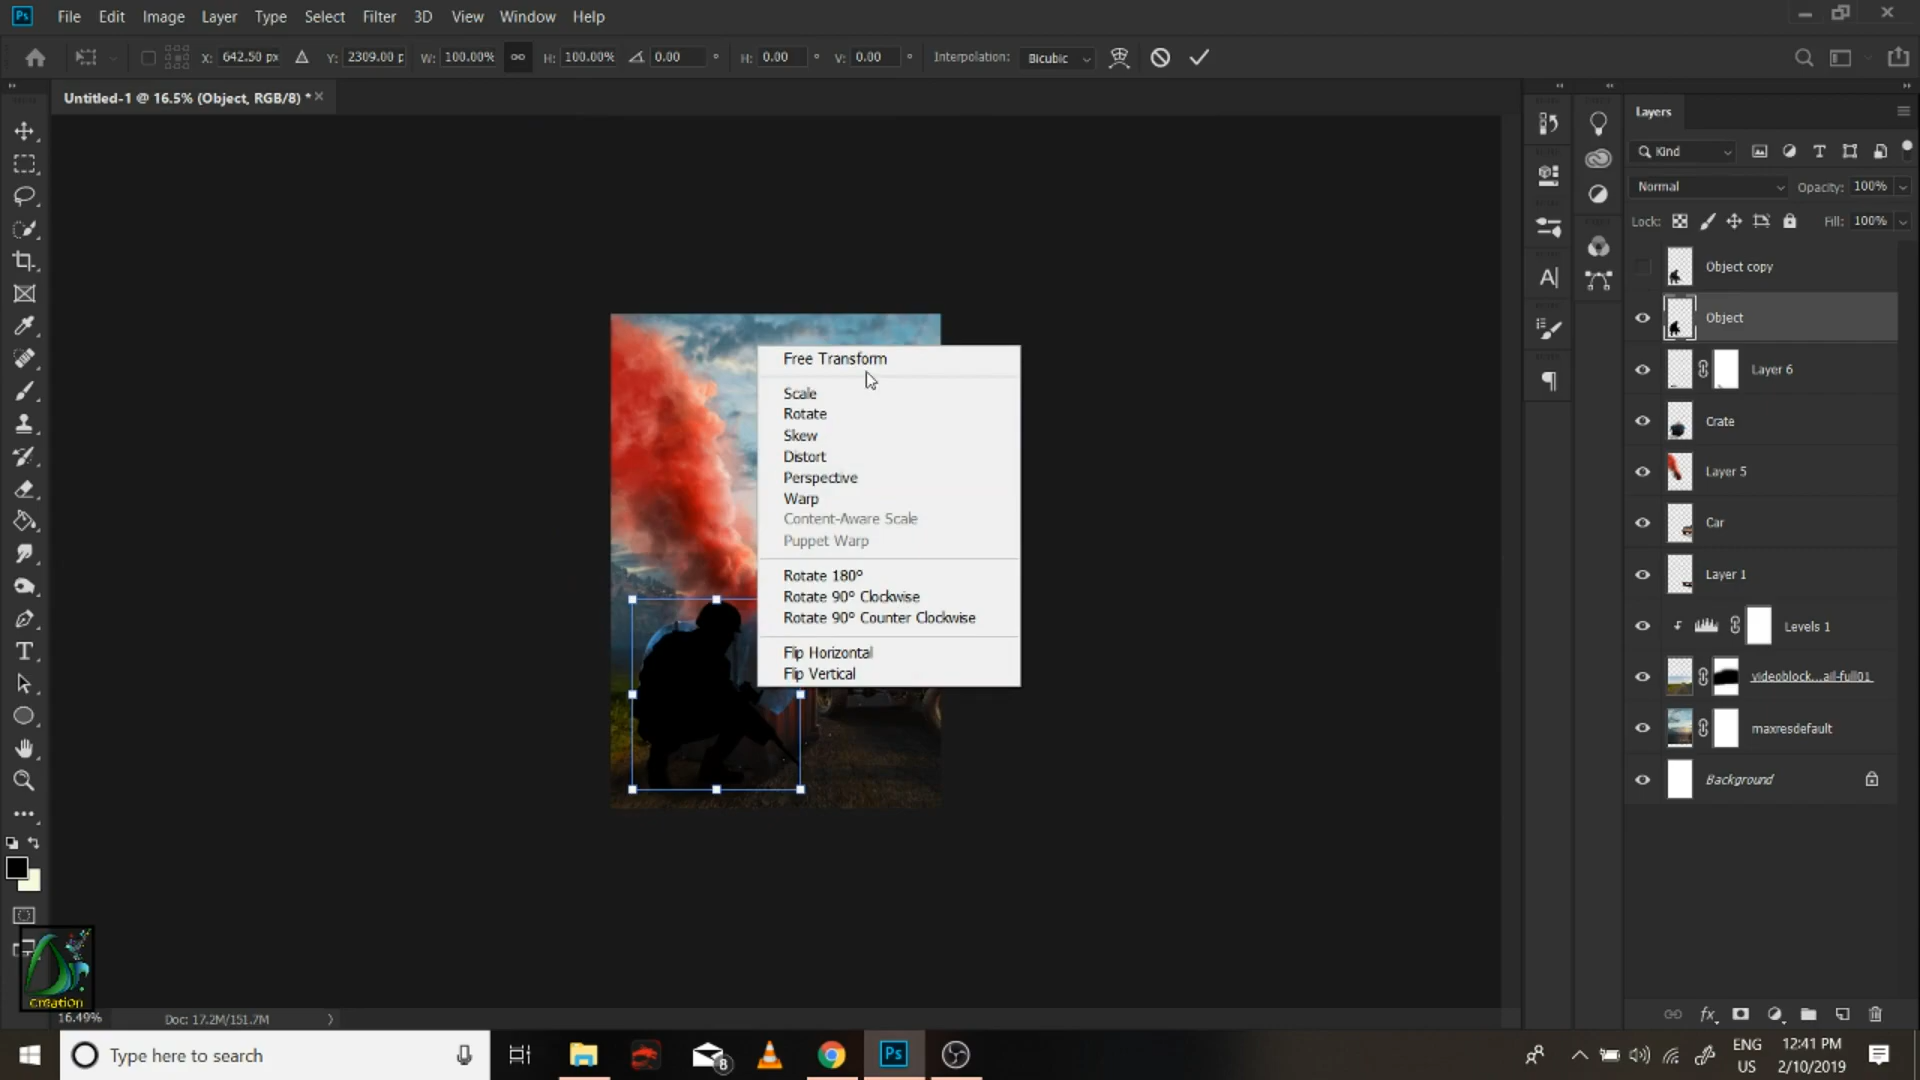 Ps File Edit Image Layer Type Select Filter 3D View Window Help
X: 642.50 px Y: 2309.00 p W: 100.00% H: 100.00% 0.00 ° H: 0.00 ° V: 0.00 ° Interpolation: Bicubic
Untitled-1 @ 16.5% (Object, RGB/8) *
Layers
Kind
Normal Opacity: 100%
Lock: Fill: 100%
Object copy
Object
Layer 6
Crate
Layer 5
Car
Layer 1
Levels 1
videoblock...ail-full01
maxresdefault
Background
Free Transform
Scale
Rotate
Skew
Distort
Perspective
Warp
Content-Aware Scale
Puppet Warp
Rotate 180°
Rotate 90° Clockwise
Rotate 90° Counter Clockwise
Flip Horizontal
Flip Vertical
creation
16.49% Doc: 17.2M/151.7M
Type here to search
8
Ps
ENG
US
12:41 PM
2/10/2019